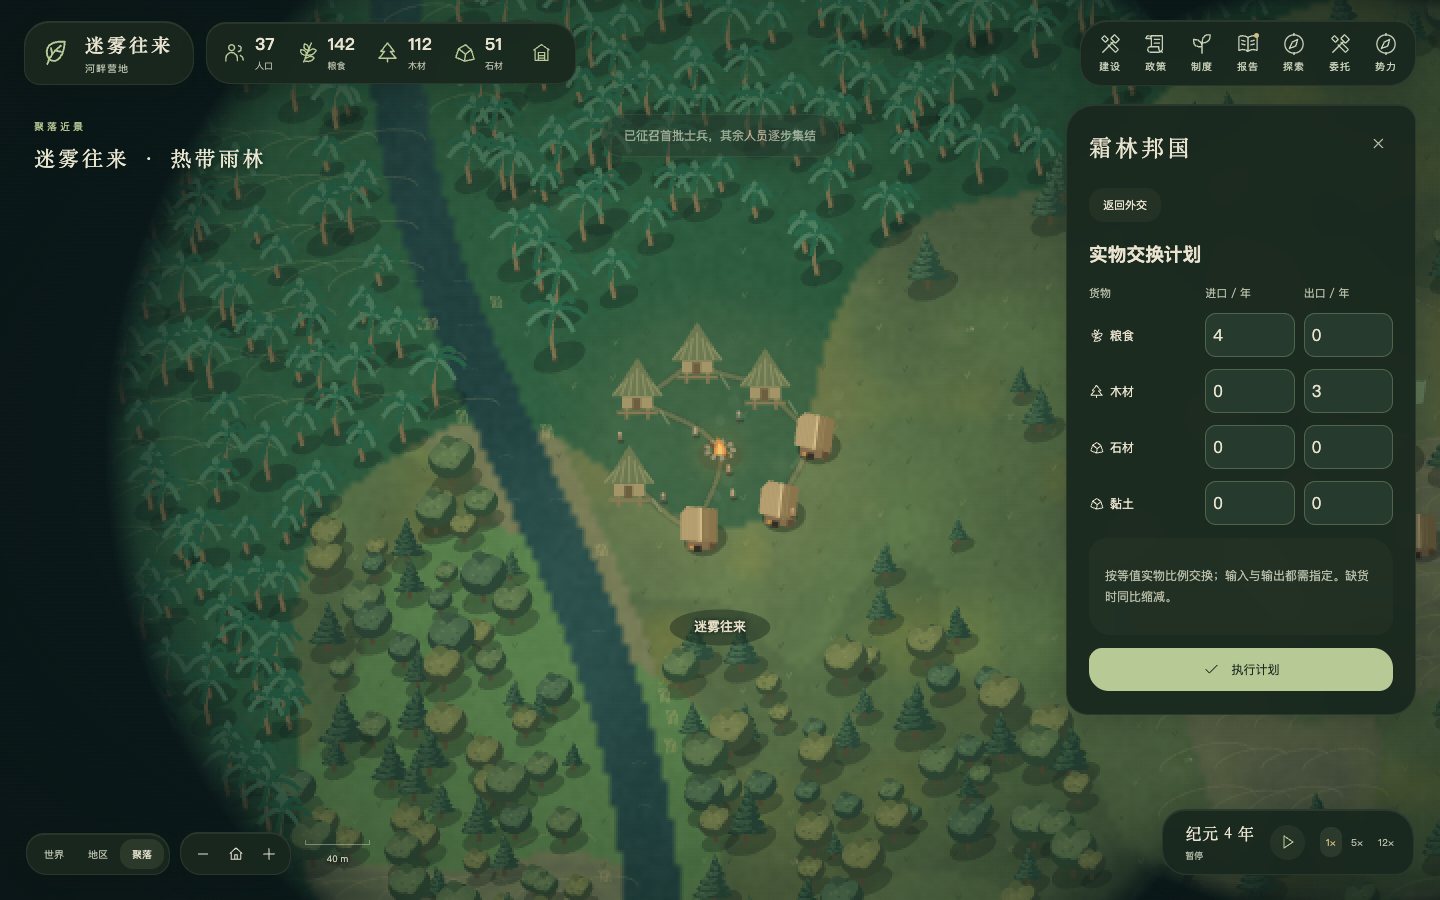 迷雾往来
河畔营地
37
人口
142
粮食
112
木材
51
石材
建设
政策
制度
报告
探索
委托
势力
聚落近景
迷雾往来 · 热带雨林
已征召首批士兵，其余人员逐步集结
霜林邦国
返回外交
实物交换计划
货物 进口 / 年 出口 / 年
粮食 4 0
木材 0 3
石材 0 0
黏土 0 0
按等值实物比例交换；输入与输出都需指定。缺货
时同比缩减。
执行计划
迷雾往来
世界 地区 聚落
40 m
纪元 4 年
暂停
1× 5× 12×